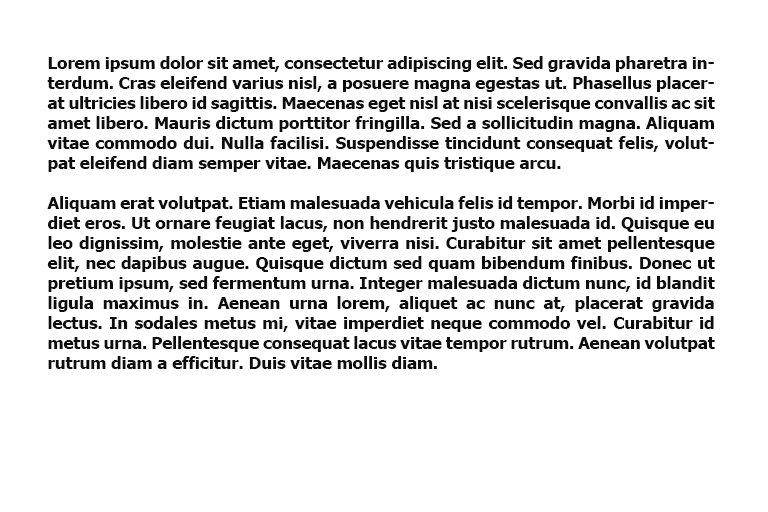 Lorem ipsum dolor sit amet, consectetur adipiscing elit. Sed gravida pharetra in-
terdum. Cras eleifend varius nisl, a posuere magna egestas ut. Phasellus placer-
at ultricies libero id sagittis. Maecenas eget nisl at nisi scelerisque convallis ac sit
amet libero. Mauris dictum porttitor fringilla. Sed a sollicitudin magna. Aliquam
vitae commodo dui. Nulla facilisi. Suspendisse tincidunt consequat felis, volut-
pat eleifend diam semper vitae. Maecenas quis tristique arcu.
Aliquam erat volutpat. Etiam malesuada vehicula felis id tempor. Morbi id imper-
diet eros. Ut ornare feugiat lacus, non hendrerit justo malesuada id. Quisque eu
leo dignissim, molestie ante eget, viverra nisi. Curabitur sit amet pellentesque
elit, nec dapibus augue. Quisque dictum sed quam bibendum finibus. Donec ut
pretium ipsum, sed fermentum urna. Integer malesuada dictum nunc, id blandit
ligula maximus in. Aenean urna lorem, aliquet ac nunc at, placerat gravida
lectus. In sodales metus mi, vitae imperdiet neque commodo vel. Curabitur id
metus urna. Pellentesque consequat lacus vitae tempor rutrum. Aenean volutpat
rutrum diam a efficitur. Duis vitae mollis diam.